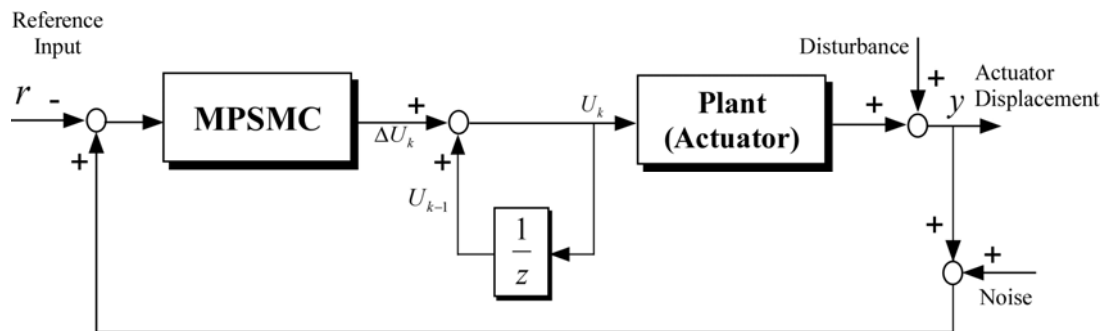 Reference
Input
r
-
+
MPSMC
+
ΔU_k
+
U_{k-1}
1
z
U_k
Plant
(Actuator)
+
Disturbance
+
y
Actuator
Displacement
+
+
Noise